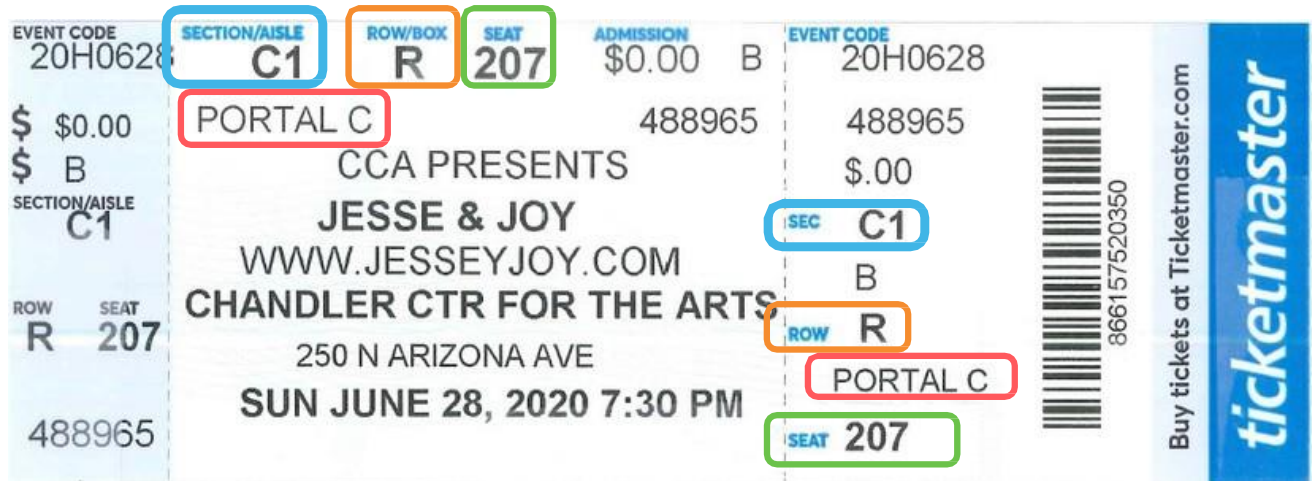 EVENT CODE SECTION/AISLE ROW/BOX SEAT ADMISSION EVENT CODE
20H0628 C1 R 207 $0.00 B 20H0628
$ $0.00 PORTAL C 488965 488965
$ B CCA PRESENTS $.00
SECTION/AISLE
C1 JESSE & JOY SEC C1
WWW.JESSEYJOY.COM B
CHANDLER CTR FOR THE ARTS
ROW SEAT
R 207 ROW R
250 N ARIZONA AVE PORTAL C
SUN JUNE 28, 2020 7:30 PM
488965 SEAT 207
866157520350
Buy tickets at Ticketmaster.com
ticketmaster